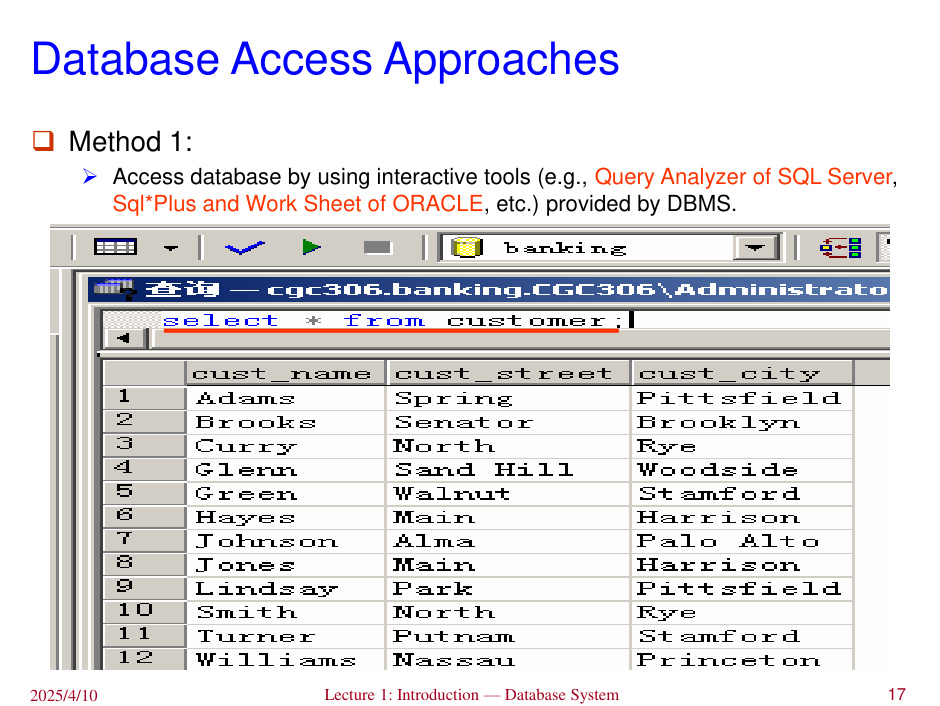 Database Access Approaches
Method 1:
Access database by using interactive tools (e.g., Query Analyzer of SQL Server,
Sql*Plus and Work Sheet of ORACLE, etc.) provided by DBMS.
banking
查询 — cgc306.banking.CGC306\Administrato
select * from customer;
cust_name cust_street cust_city
1 Adams Spring Pittsfield
2 Brooks Senator Brooklyn
3 Curry North Rye
4 Glenn Sand Hill Woodside
5 Green Walnut Stamford
6 Hayes Main Harrison
7 Johnson Alma Palo Alto
8 Jones Main Harrison
9 Lindsay Park Pittsfield
10 Smith North Rye
11 Turner Putnam Stamford
12 Williams Nassau Princeton
2025/4/10 Lecture 1: Introduction — Database System 17